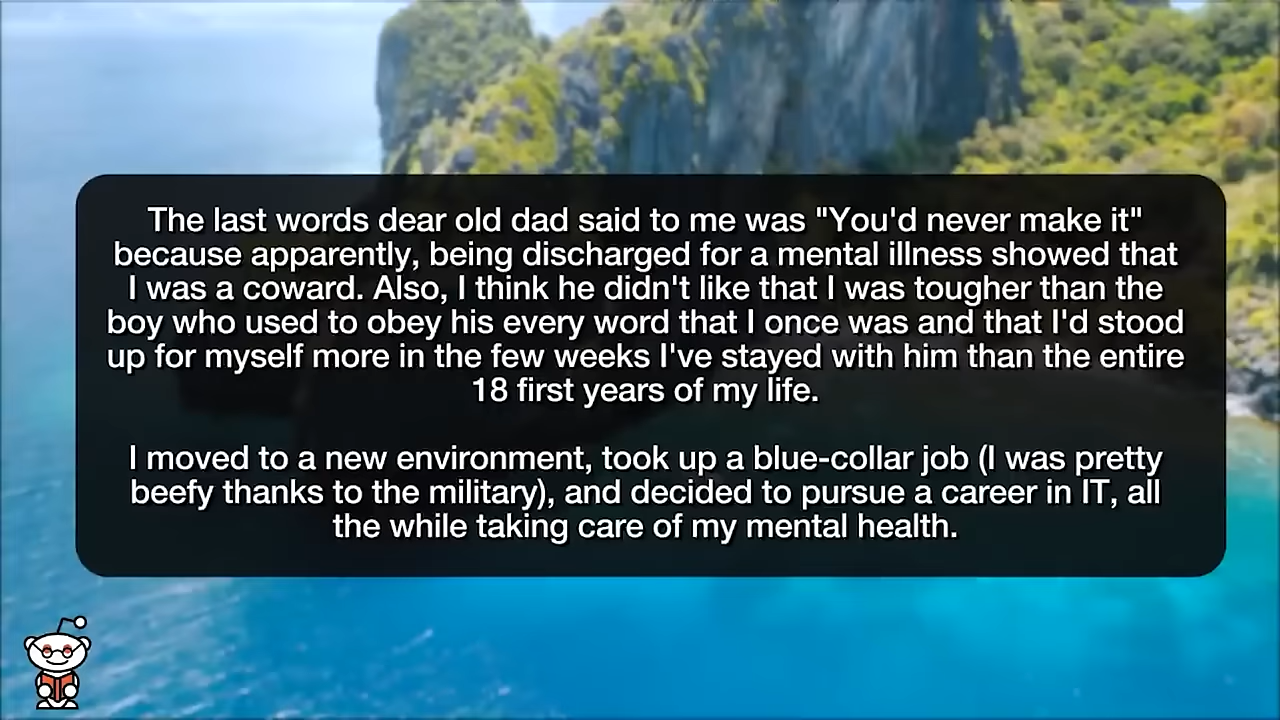 The last words dear old dad said to me was "You'd never make it"
because apparently, being discharged for a mental illness showed that
I was a coward. Also, I think he didn't like that I was tougher than the
boy who used to obey his every word that I once was and that I'd stood
up for myself more in the few weeks I've stayed with him than the entire
18 first years of my life.
I moved to a new environment, took up a blue-collar job (I was pretty
beefy thanks to the military), and decided to pursue a career in IT, all
the while taking care of my mental health.